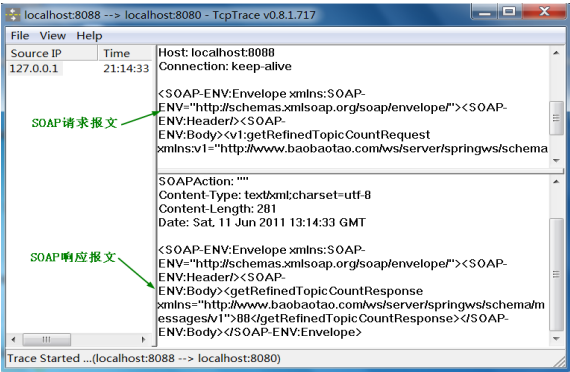 localhost:8088 --> localhost:8080 - TcpTrace v0.8.1.717
File View Help
Source IP Time
127.0.0.1 21:14:33
Host: localhost:8088
Connection: keep-alive
<SOAP-ENV:Envelope xmlns:SOAP-
ENV="http://schemas.xmlsoap.org/soap/envelope/"><SOAP-
ENV:Header/><SOAP-
ENV:Body><v1:getRefinedTopicCountRequest
xmlns:v1="http://www.baobaotao.com/ws/server/springws/schema
SOAP请求报文
SOAPAction: ""
Content-Type: text/xml;charset=utf-8
Content-Length: 281
Date: Sat, 11 Jun 2011 13:14:33 GMT
<SOAP-ENV:Envelope xmlns:SOAP-
ENV="http://schemas.xmlsoap.org/soap/envelope/"><SOAP-
ENV:Header/><SOAP-
ENV:Body><getRefinedTopicCountResponse
xmlns="http://www.baobaotao.com/ws/server/springws/schema/m
essages/v1">88</getRefinedTopicCountResponse></SOAP-
ENV:Body></SOAP-ENV:Envelope>
SOAP响应报文
Trace Started ...(localhost:8088 --> localhost:8080)